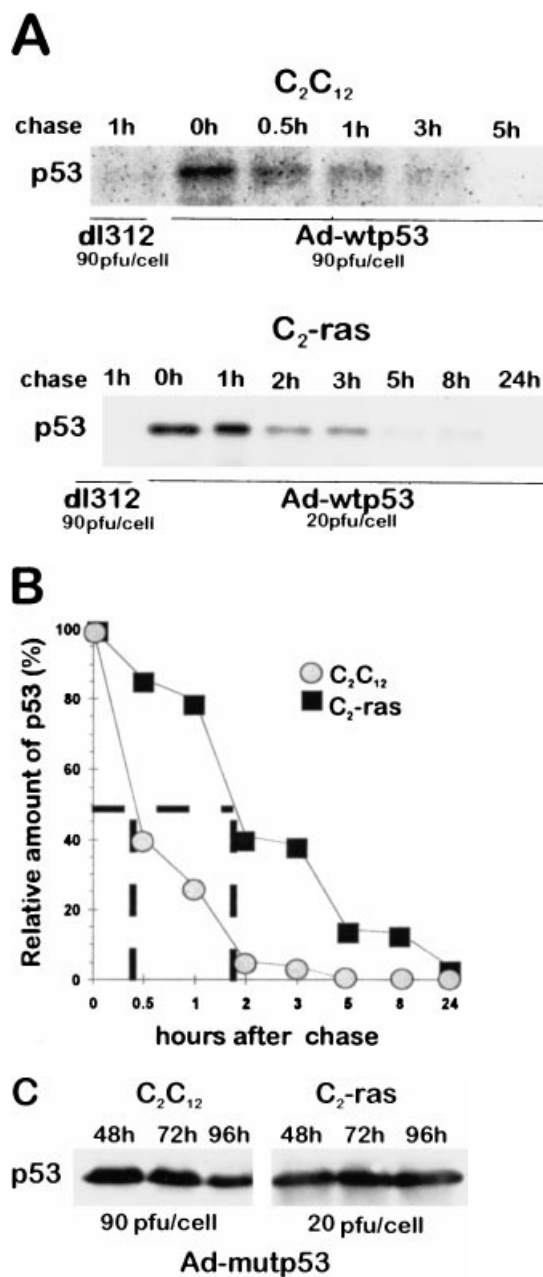 A
C₂C₁₂
chase 1h 0h 0.5h 1h 3h 5h
p53
dl312 Ad-wtp53
90pfu/cell 90pfu/cell
C₂-ras
chase 1h 0h 1h 2h 3h 5h 8h 24h
p53
dl312 Ad-wtp53
90pfu/cell 20pfu/cell
B
Relative amount of p53 (%)
100
80
60
40
20
0
C₂C₁₂
C₂-ras
0 0.5 1 2 3 5 8 24
hours after chase
C
C₂C₁₂ C₂-ras
48h 72h 96h 48h 72h 96h
p53
90 pfu/cell 20 pfu/cell
Ad-mutp53